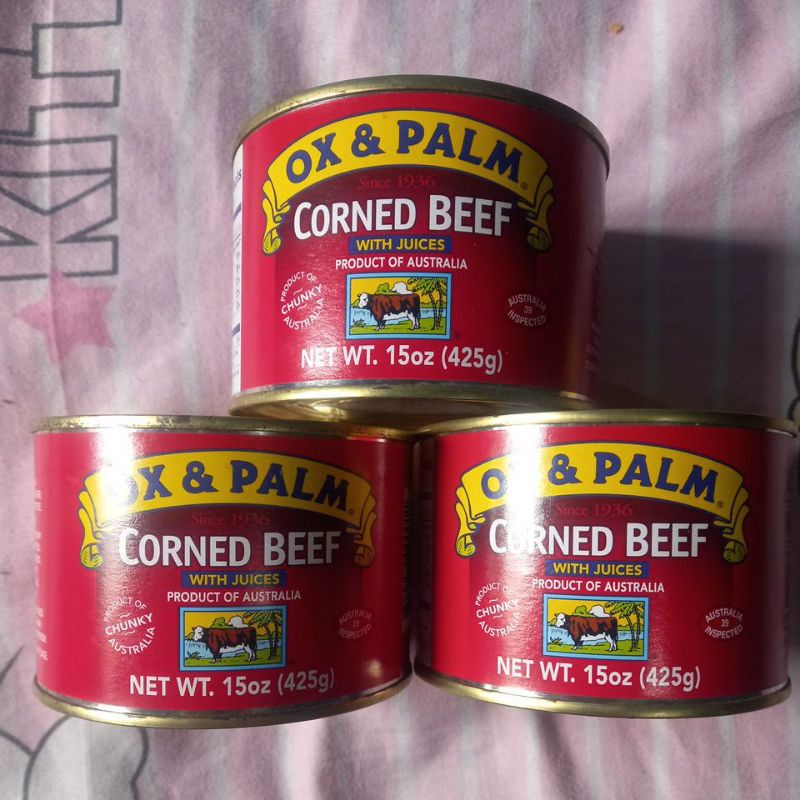 KITT
OX & PALM®
Since 1936
CORNED BEEF
WITH JUICES
PRODUCT OF AUSTRALIA
PRODUCT OF
CHUNKY
AUSTRALIA
AUSTRALIA
39
INSPECTED
NET WT. 15oz (425g)
OX & PALM®
Since 1936
CORNED BEEF
WITH JUICES
PRODUCT OF AUSTRALIA
PRODUCT OF
CHUNKY
AUSTRALIA
AUSTRALIA
39
INSPECTED
NET WT. 15oz (425g)
OX & PALM®
Since 1936
CORNED BEEF
WITH JUICES
PRODUCT OF AUSTRALIA
PRODUCT OF
CHUNKY
AUSTRALIA
AUSTRALIA
39
INSPECTED
NET WT. 15oz (425g)